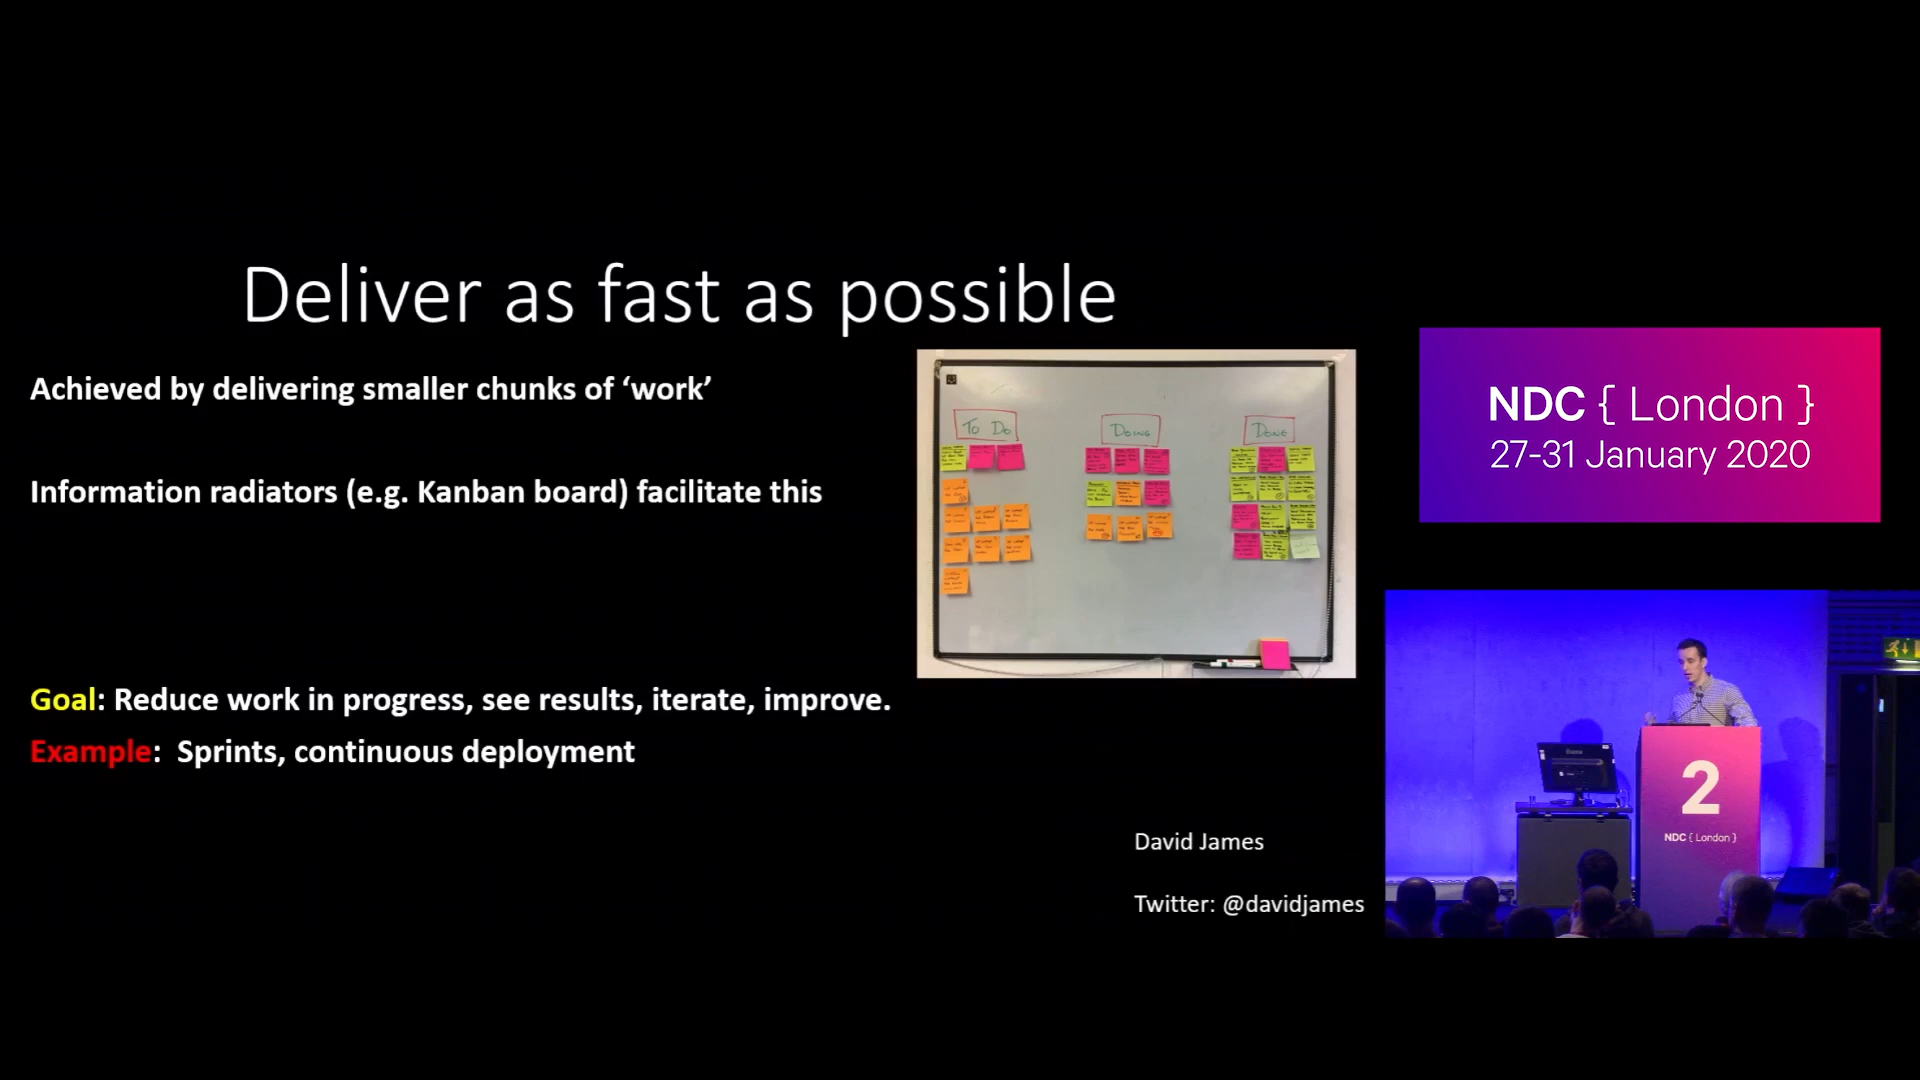 Deliver as fast as possible
Achieved by delivering smaller chunks of ‘work’
Information radiators (e.g. Kanban board) facilitate this
Goal: Reduce work in progress, see results, iterate, improve.
Example:  Sprints, continuous deployment
To Do
Doing
Done
David James
Twitter: @davidjames
NDC { London }
27-31 January 2020
2
NDC { London }